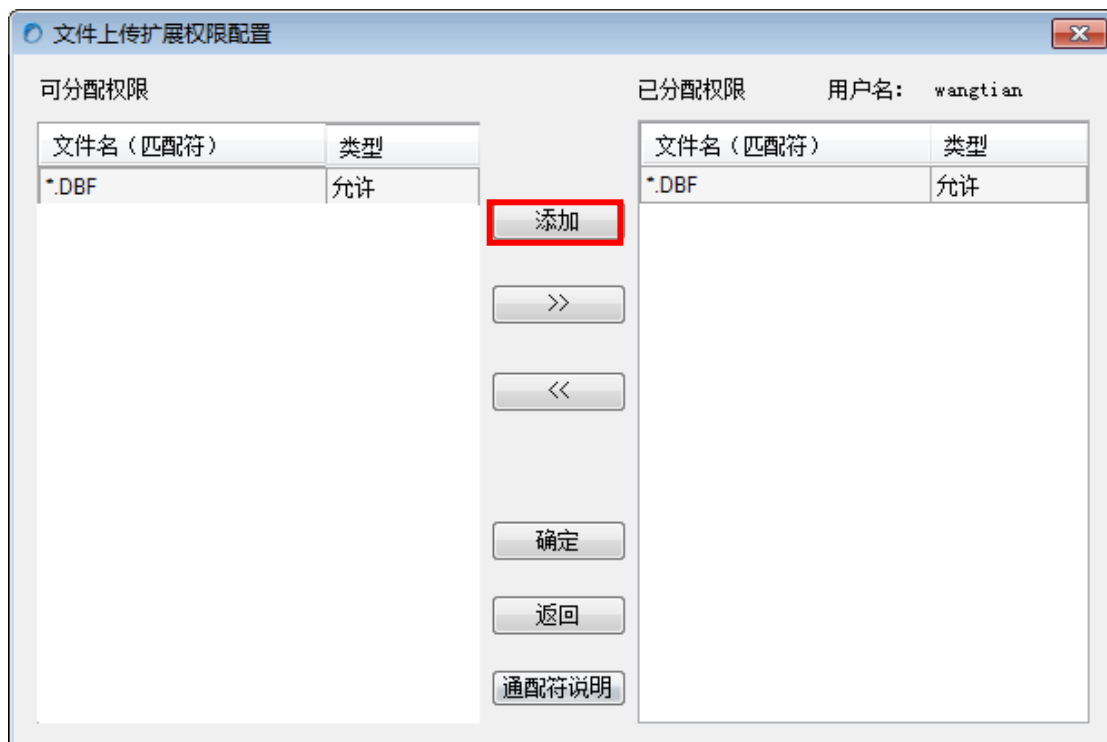 文件上传扩展权限配置
可分配权限
已分配权限 用户名: wangtian
文件名（匹配符） 类型
*.DBF 允许
文件名（匹配符） 类型
*.DBF 允许
添加
>>
<<
确定
返回
通配符说明